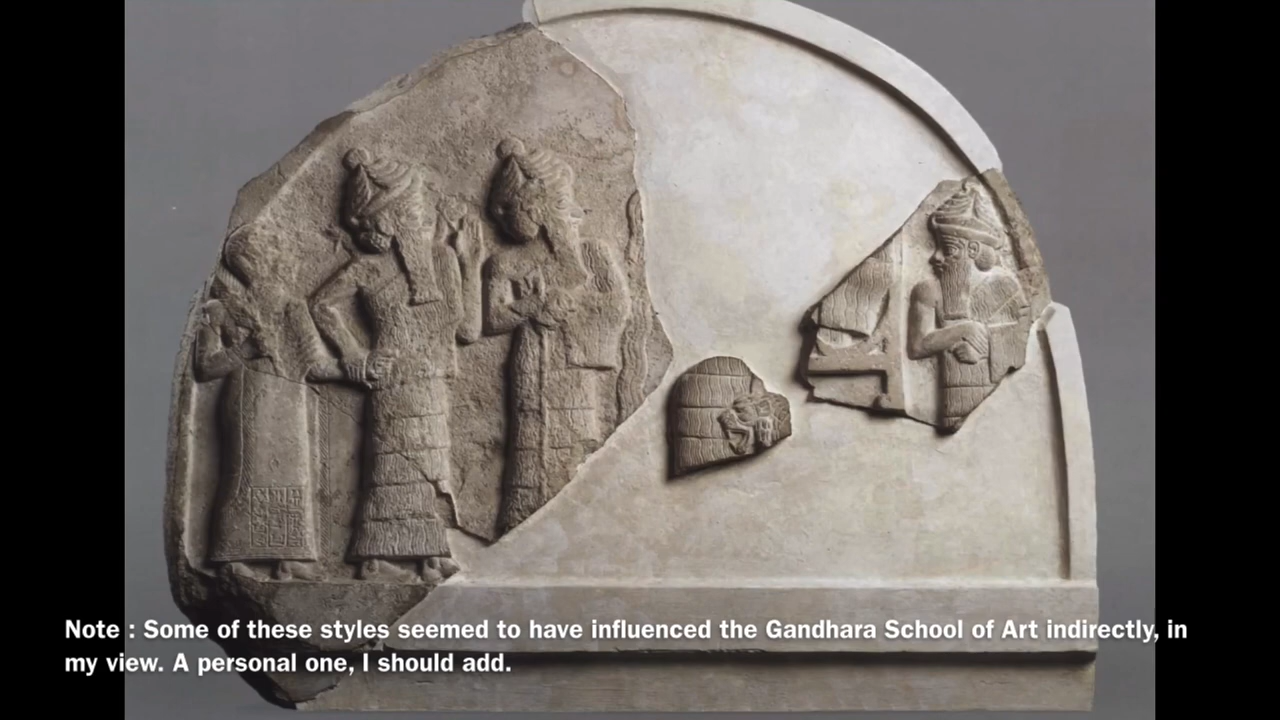 Note : Some of these styles seemed to have influenced the Gandhara School of Art indirectly, in
my view. A personal one, I should add.